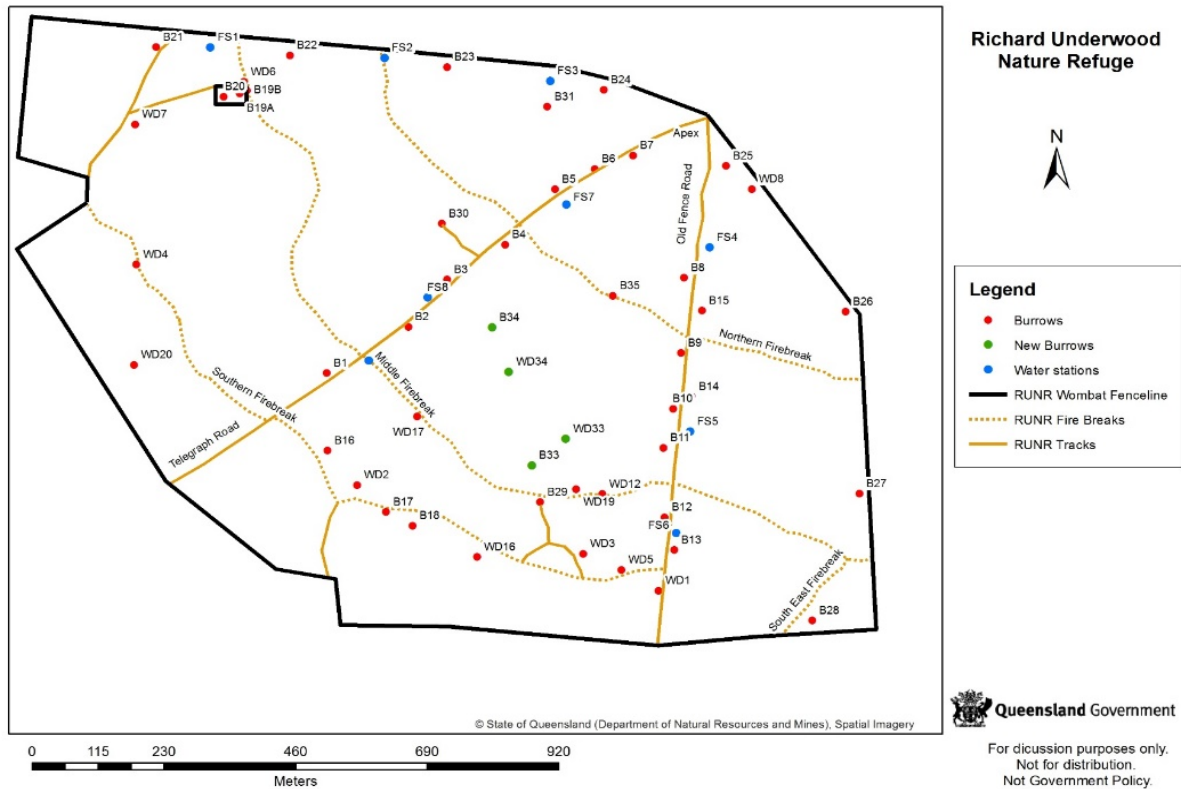 Richard Underwood
Nature Refuge
N
B21
FS1
B22
FS2
B23
FS3
B24
WD6
B20
B19B
B19A
B31
WD7
Apex
B7
B6
B25
WD8
B5
FS7
Old Fence Road
B30
B4
FS4
WD4
B3
B8
FS8
B35
B15
B26
B2
B34
Northern Firebreak
B9
WD20
B1
Middle Firebreak
WD34
Southern Firebreak
B14
B10
WD17
FS5
Telegraph Road
WD33
B11
B16
B33
WD2
WD12
B27
B29
WD19
B17
B12
B18
FS6
B13
WD16
WD3
WD5
South East Firebreak
WD1
B28
© State of Queensland (Department of Natural Resources and Mines), Spatial Imagery
Legend
Burrows
New Burrows
Water stations
RUNR Wombat Fenceline
RUNR Fire Breaks
RUNR Tracks
Queensland Government
For dicussion purposes only.
Not for distribution.
Not Government Policy.
0 115 230 460 690 920
Meters